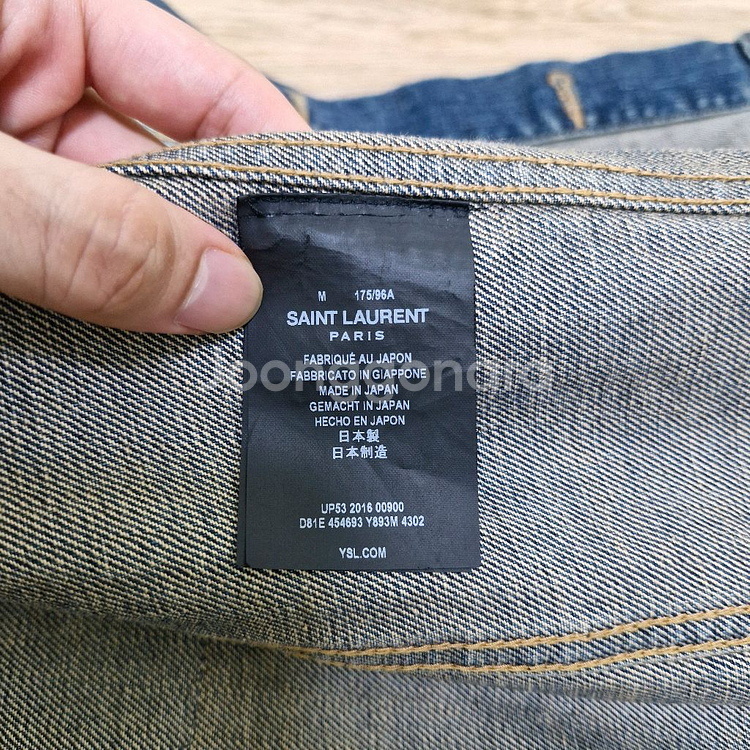 M 175/96A
SAINT LAURENT
PARIS
FABRIQUÉ AU JAPON
FABBRICATO IN GIAPPONE
MADE IN JAPAN
GEMACHT IN JAPAN
HECHO EN JAPON
日本製
日本制造
UP53 2016 00900
D81E 454693 Y893M 4302
YSL.COM